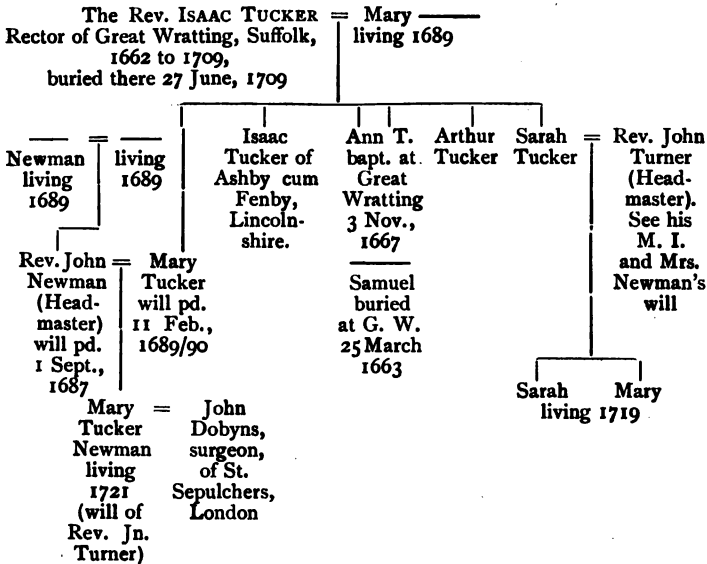 The Rev. ISAAC TUCKER = Mary ——
Rector of Great Wratting, Suffolk,
1662 to 1709,
buried there 27 June, 1709
living 1689
— = —
Newman
living
1689
living
1689
Isaac
Tucker of
Ashby cum
Fenby,
Lincoln-
shire.
Ann T.
bapt. at
Great
Wratting
3 Nov.,
1667
Samuel
buried
at G. W.
25 March
1663
Arthur
Tucker
Sarah =
Tucker
Rev. John
Turner
(Head-
master).
See his
M. I.
and Mrs.
Newman's
will
Rev. John =
Newman
(Head-
master)
will pd.
1 Sept.,
1687
Mary
Tucker
will pd.
11 Feb.,
1689/90
Sarah Mary
living 1719
Mary =
Tucker
Newman
living
1721
(will of
Rev. Jn.
Turner)
John
Dobyns,
surgeon,
of St.
Sepulchers,
London